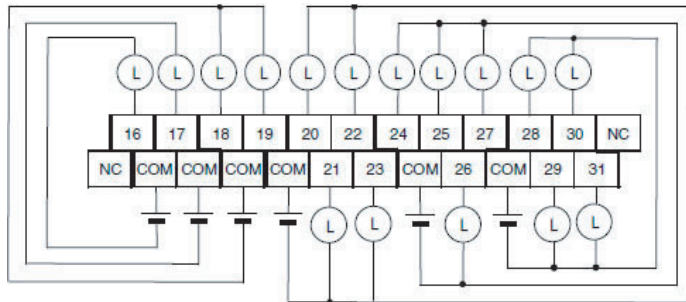 L L L L L L L L L L L
16 17 18 19 20 22 24 25 27 28 30 NC
NC COM COM COM COM 21 23 COM 26 COM 29 31
L L L L L